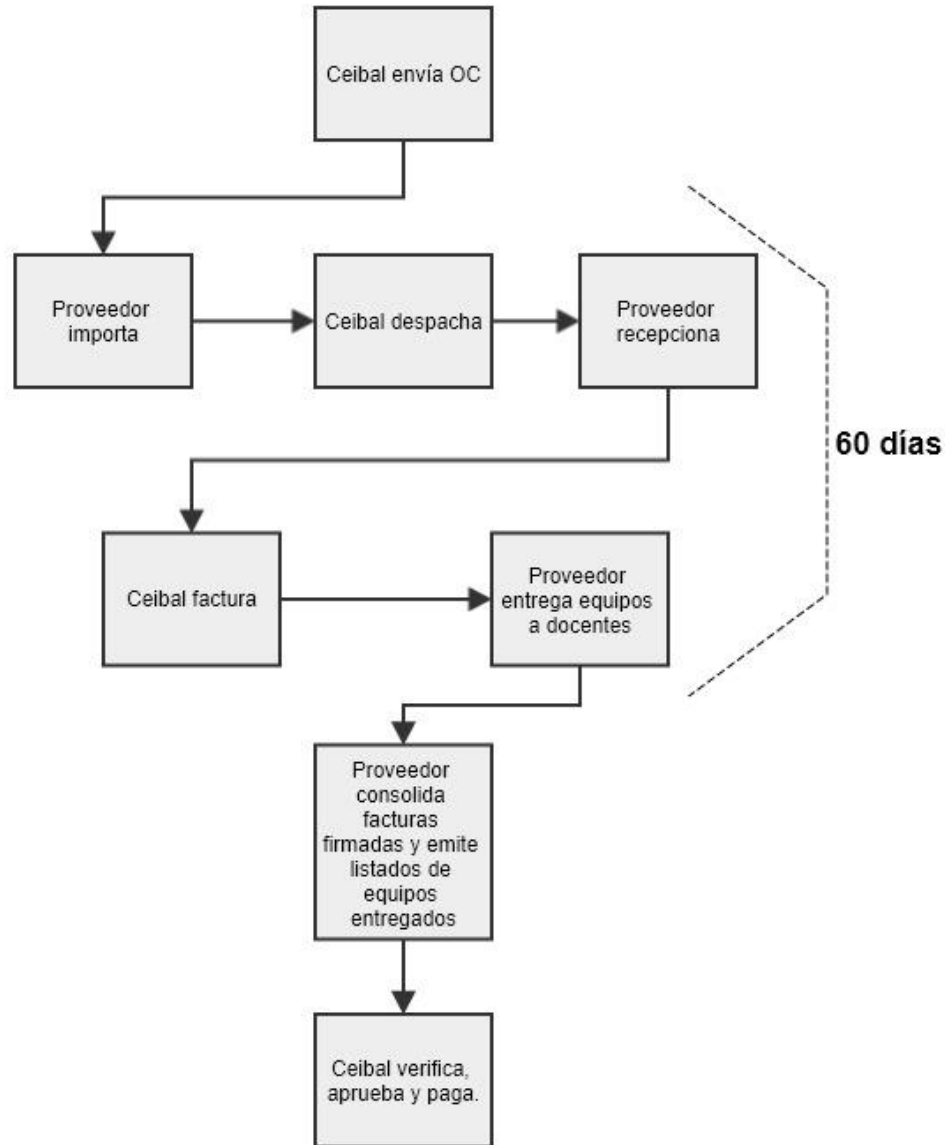 Ceibal envía OC
Proveedor
importa
Ceibal despacha
Proveedor
recepciona
60 días
Ceibal factura
Proveedor
entrega equipos
a docentes
Proveedor
consolida
facturas
firmadas y emite
listados de
equipos
entregados
Ceibal verifica,
aprueba y paga.